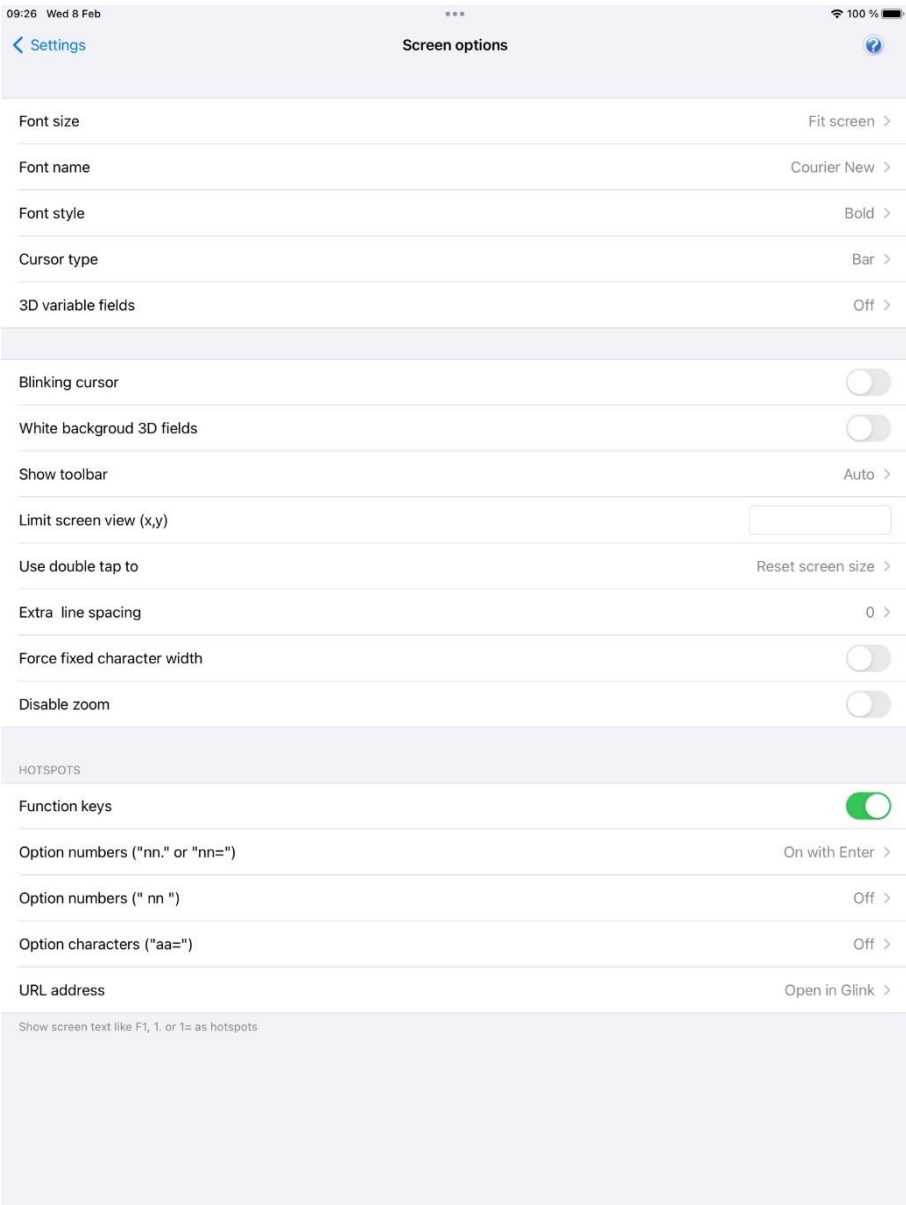 09:26 Wed 8 Feb 100 %
Settings Screen options ?
Font size Fit screen
Font name Courier New
Font style Bold
Cursor type Bar
3D variable fields Off
Blinking cursor
White backgroud 3D fields
Show toolbar Auto
Limit screen view (x,y)
Use double tap to Reset screen size
Extra line spacing 0
Force fixed character width
Disable zoom
HOTSPOTS
Function keys
Option numbers ("nn." or "nn=") On with Enter
Option numbers (" nn ") Off
Option characters ("aa=") Off
URL address Open in Glink
Show screen text like F1, 1. or 1= as hotspots